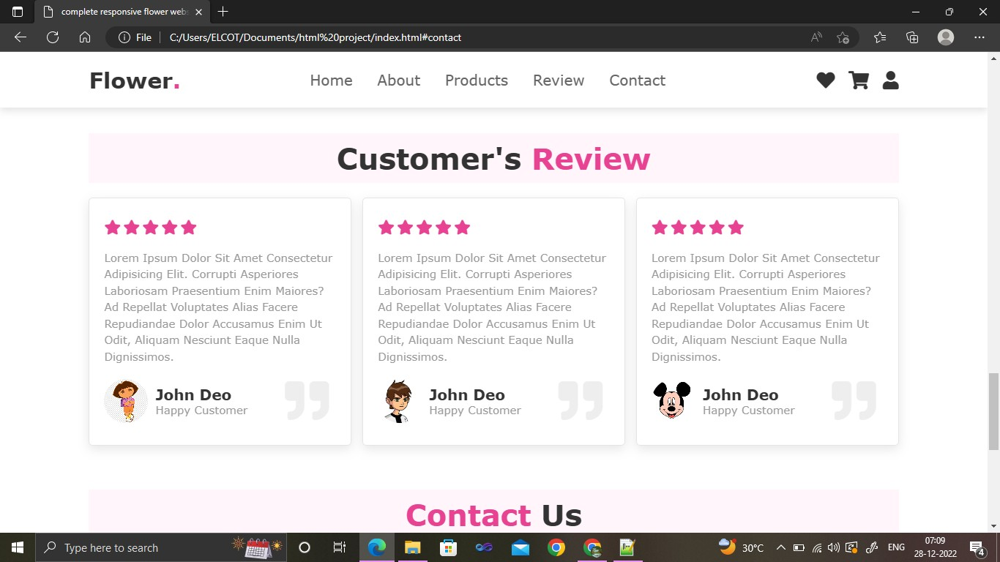 complete responsive flower webs
File
C:/Users/ELCOT/Documents/html%20project/index.html#contact
Flower.
Home About Products Review Contact
Customer's Review
Lorem Ipsum Dolor Sit Amet Consectetur
Adipisicing Elit. Corrupti Asperiores
Laboriosam Praesentium Enim Maiores?
Ad Repellat Voluptates Alias Facere
Repudiandae Dolor Accusamus Enim Ut
Odit, Aliquam Nesciunt Eaque Nulla
Dignissimos.
John Deo
Happy Customer
Lorem Ipsum Dolor Sit Amet Consectetur
Adipisicing Elit. Corrupti Asperiores
Laboriosam Praesentium Enim Maiores?
Ad Repellat Voluptates Alias Facere
Repudiandae Dolor Accusamus Enim Ut
Odit, Aliquam Nesciunt Eaque Nulla
Dignissimos.
John Deo
Happy Customer
Lorem Ipsum Dolor Sit Amet Consectetur
Adipisicing Elit. Corrupti Asperiores
Laboriosam Praesentium Enim Maiores?
Ad Repellat Voluptates Alias Facere
Repudiandae Dolor Accusamus Enim Ut
Odit, Aliquam Nesciunt Eaque Nulla
Dignissimos.
John Deo
Happy Customer
Contact Us
Type here to search
30°C
ENG
07:09
28-12-2022
4